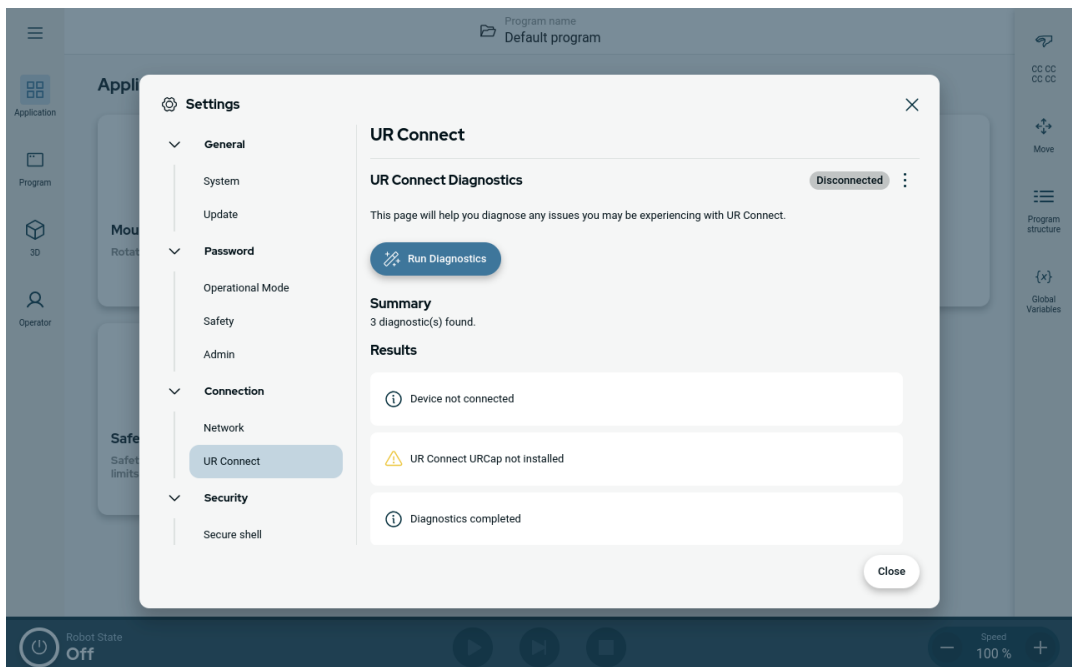 Program name
Default program
Application
Program
3D
Operator
Appli
Mou
Rotat
Safe
Safet
limits
Settings
General
System
Update
Password
Operational Mode
Safety
Admin
Connection
Network
UR Connect
Security
Secure shell
UR Connect
UR Connect Diagnostics
Disconnected
This page will help you diagnose any issues you may be experiencing with UR Connect.
Run Diagnostics
Summary
3 diagnostic(s) found.
Results
Device not connected
UR Connect URCap not installed
Diagnostics completed
Close
CC CC
CC CC
Move
Program
structure
{x}
Global
Variables
Robot State
Off
Speed
100 %